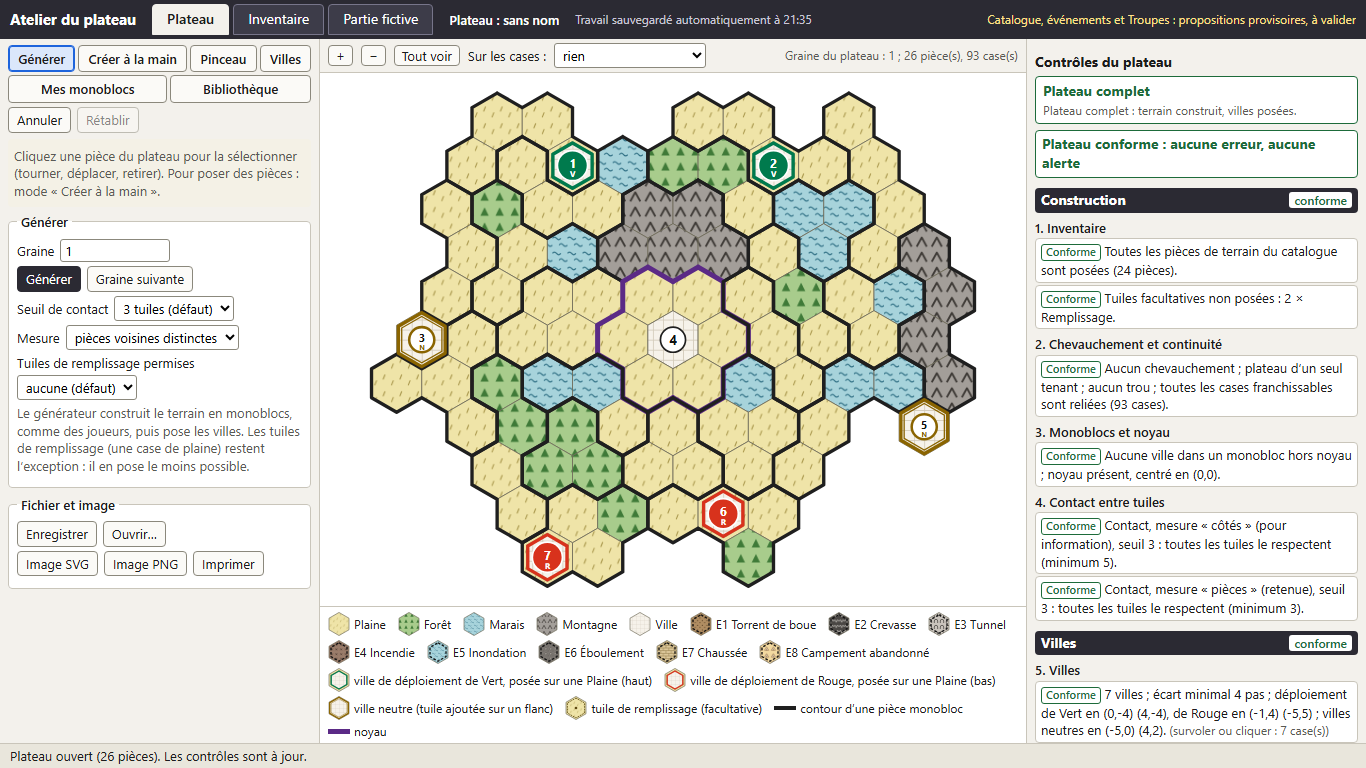 Atelier du plateau
Plateau
Inventaire
Partie fictive
Plateau : sans nom
Travail sauvegardé automatiquement à 21:35
Catalogue, événements et Troupes : propositions provisoires, à valider
Générer
Créer à la main
Pinceau
Villes
Mes monoblocs
Bibliothèque
Annuler
Rétablir
Cliquez une pièce du plateau pour la sélectionner
(tourner, déplacer, retirer). Pour poser des pièces :
mode « Créer à la main ».
Générer
Graine 1
Générer
Graine suivante
Seuil de contact 3 tuiles (défaut)
Mesure pièces voisines distinctes
Tuiles de remplissage permises
aucune (défaut)
Le générateur construit le terrain en monoblocs,
comme des joueurs, puis pose les villes. Les tuiles
de remplissage (une case de plaine) restent
l'exception : il en pose le moins possible.
Fichier et image
Enregistrer
Ouvrir...
Image SVG
Image PNG
Imprimer
+
−
Tout voir
Sur les cases :
rien
Graine du plateau : 1 ; 26 pièce(s), 93 case(s)
1
V
2
V
3
N
4
5
N
6
R
7
R
Plaine
Forêt
Marais
Montagne
Ville
E1 Torrent de boue
E2 Crevasse
E3 Tunnel
E4 Incendie
E5 Inondation
E6 Éboulement
E7 Chaussée
E8 Campement abandonné
ville de déploiement de Vert, posée sur une Plaine (haut)
ville de déploiement de Rouge, posée sur une Plaine (bas)
ville neutre (tuile ajoutée sur un flanc)
tuile de remplissage (facultative)
contour d'une pièce monobloc
noyau
Contrôles du plateau
Plateau complet
Plateau complet : terrain construit, villes posées.
Plateau conforme : aucune erreur, aucune
alerte
Construction
conforme
1. Inventaire
Conforme Toutes les pièces de terrain du catalogue
sont posées (24 pièces).
Conforme Tuiles facultatives non posées : 2 ×
Remplissage.
2. Chevauchement et continuité
Conforme Aucun chevauchement ; plateau d'un seul
tenant ; aucun trou ; toutes les cases franchissables
sont reliées (93 cases).
3. Monoblocs et noyau
Conforme Aucune ville dans un monobloc hors noyau
; noyau présent, centré en (0,0).
4. Contact entre tuiles
Conforme Contact, mesure « côtés » (pour
information), seuil 3 : toutes les tuiles le respectent
(minimum 5).
Conforme Contact, mesure « pièces » (retenue), seuil
3 : toutes les tuiles le respectent (minimum 3).
Villes
conforme
5. Villes
Conforme 7 villes ; écart minimal 4 pas ; déploiement
de Vert en (0,-4) (4,-4), de Rouge en (-1,4) (-5,5) ; villes
neutres en (-5,0) (4,2). (survoler ou cliquer : 7 case(s))
Plateau ouvert (26 pièces). Les contrôles sont à jour.